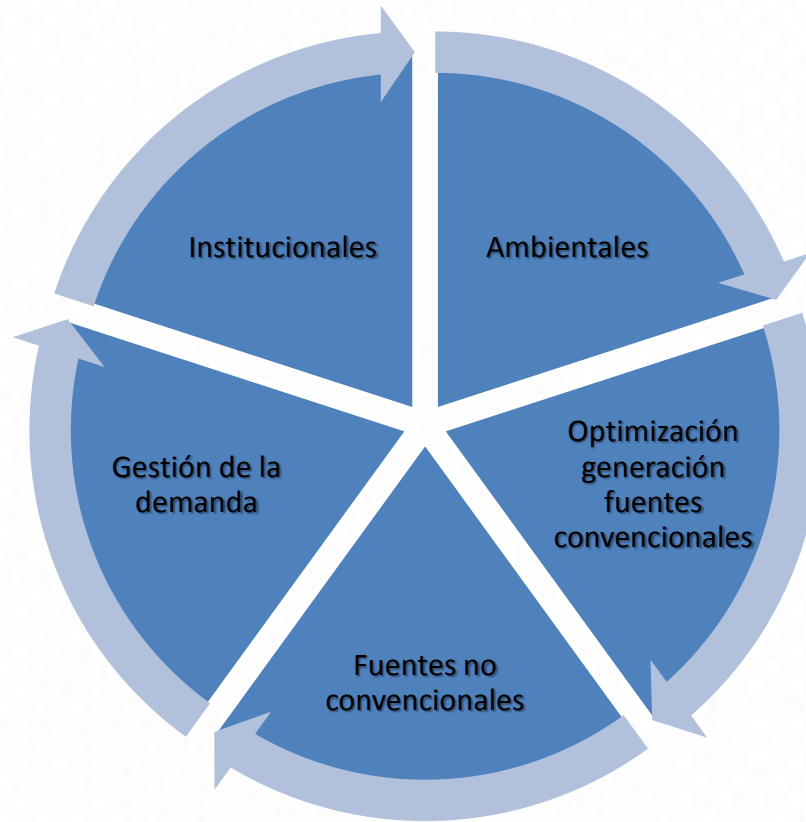 Institucionales
Ambientales
Optimización
generación
fuentes
convencionales
Fuentes no
convencionales
Gestión de la
demanda